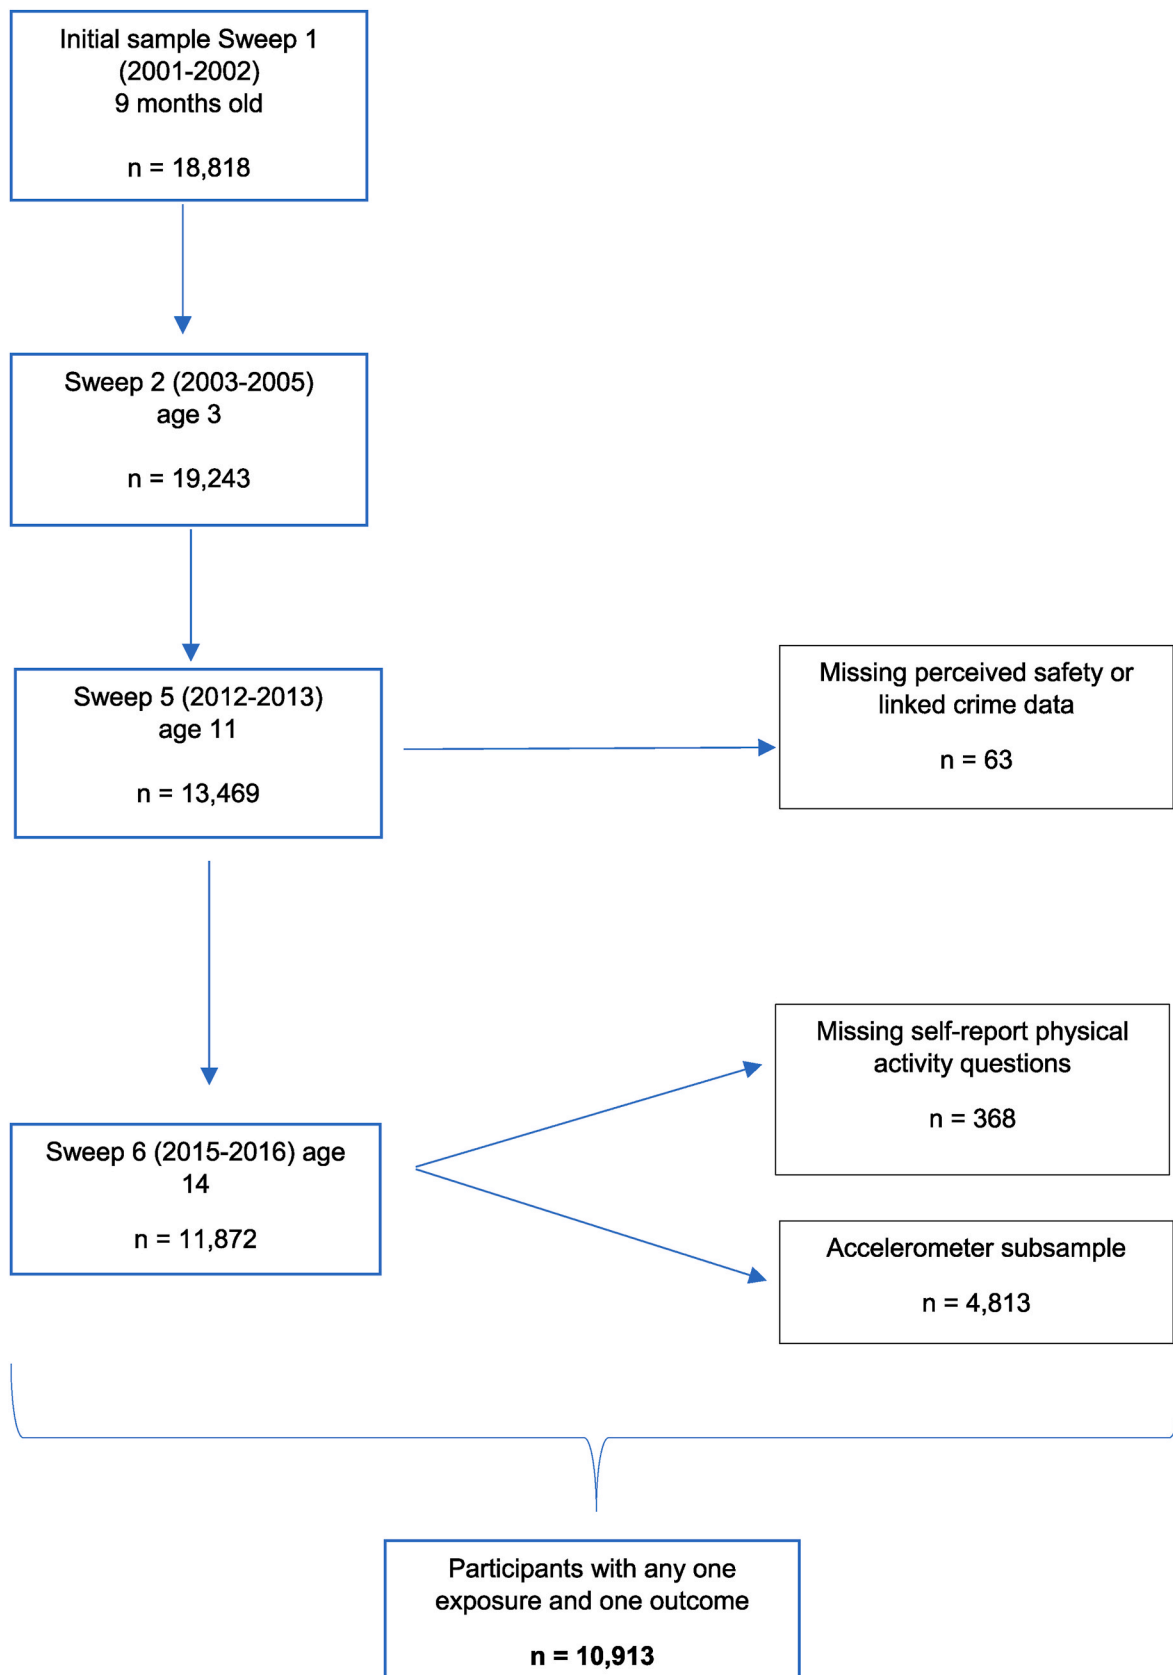 Initial sample Sweep 1
(2001-2002)
9 months old
n = 18,818
Sweep 2 (2003-2005)
age 3
n = 19,243
Sweep 5 (2012-2013)
age 11
n = 13,469
Missing perceived safety or
linked crime data
n = 63
Sweep 6 (2015-2016) age
14
n = 11,872
Missing self-report physical
activity questions
n = 368
Accelerometer subsample
n = 4,813
Participants with any one
exposure and one outcome
n = 10,913